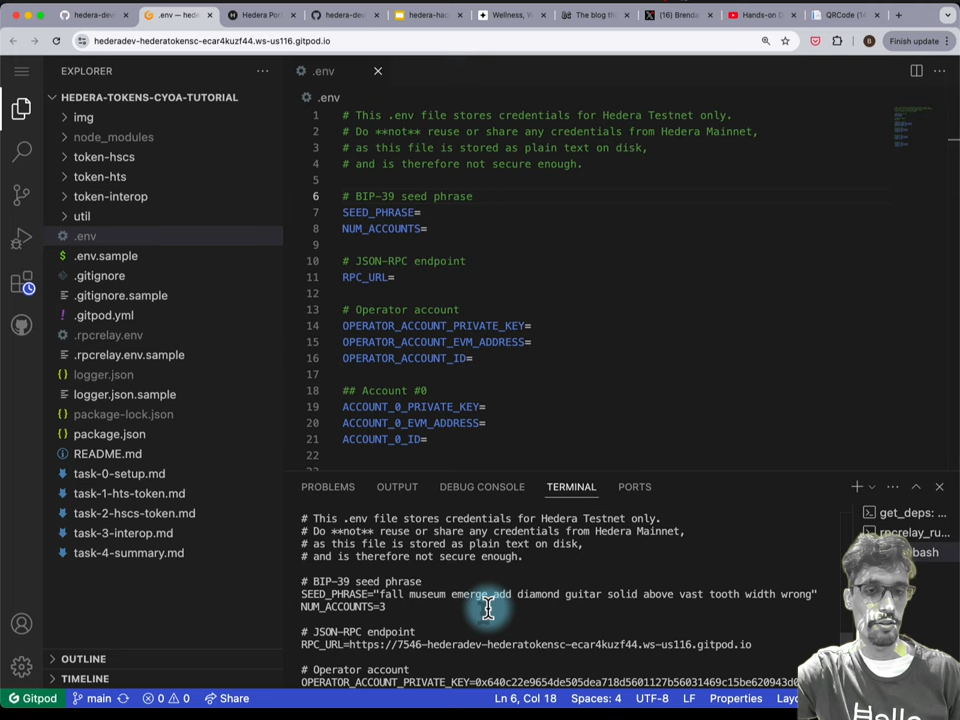 hederadev-
.env — hede
Hedera Por
hedera-dev
hedera-hac
Wellness, V
The blog th
(16) Brenda
Hands-on D
QRCode (14
hederadev-hederatokensc-ecar4kuzf44.ws-us116.gitpod.io
B
Finish update
EXPLORER
.env
HEDERA-TOKENS-CYOA-TUTORIAL
img
node_modules
token-hscs
token-hts
token-interop
util
.env
.env.sample
.gitignore
.gitignore.sample
.gitpod.yml
.rpcrelay.env
.rpcrelay.env.sample
logger.json
logger.json.sample
package-lock.json
package.json
README.md
task-0-setup.md
task-1-hts-token.md
task-2-hscs-token.md
task-3-interop.md
task-4-summary.md
OUTLINE
TIMELINE
.env
1 # This .env file stores credentials for Hedera Testnet only.
2 # Do **not** reuse or share any credentials from Hedera Mainnet,
3 # as this file is stored as plain text on disk,
4 # and is therefore not secure enough.
5
6 # BIP-39 seed phrase
7 SEED_PHRASE=
8 NUM_ACCOUNTS=
9
10 # JSON-RPC endpoint
11 RPC_URL=
12
13 # Operator account
14 OPERATOR_ACCOUNT_PRIVATE_KEY=
15 OPERATOR_ACCOUNT_EVM_ADDRESS=
16 OPERATOR_ACCOUNT_ID=
17
18 ## Account #0
19 ACCOUNT_0_PRIVATE_KEY=
20 ACCOUNT_0_EVM_ADDRESS=
21 ACCOUNT_0_ID=
22
PROBLEMS OUTPUT DEBUG CONSOLE TERMINAL PORTS
# This .env file stores credentials for Hedera Testnet only.
# Do **not** reuse or share any credentials from Hedera Mainnet,
# as this file is stored as plain text on disk,
# and is therefore not secure enough.
# BIP-39 seed phrase
SEED_PHRASE="fall museum emerge add diamond guitar solid above vast tooth width wrong"
NUM_ACCOUNTS=3
# JSON-RPC endpoint
RPC_URL=https://7546-hederadev-hederatokensc-ecar4kuzf44.ws-us116.gitpod.io
# Operator account
OPERATOR_ACCOUNT_PRIVATE_KEY=0x640c22e9654de505dea718d5601127b56031469c15be620943d0
get_deps: ...
rpcrelay_ru...
bash
Hello
Gitpod
main
0 0
Share
Ln 6, Col 18
Spaces: 4
UTF-8
LF
Properties
Layo